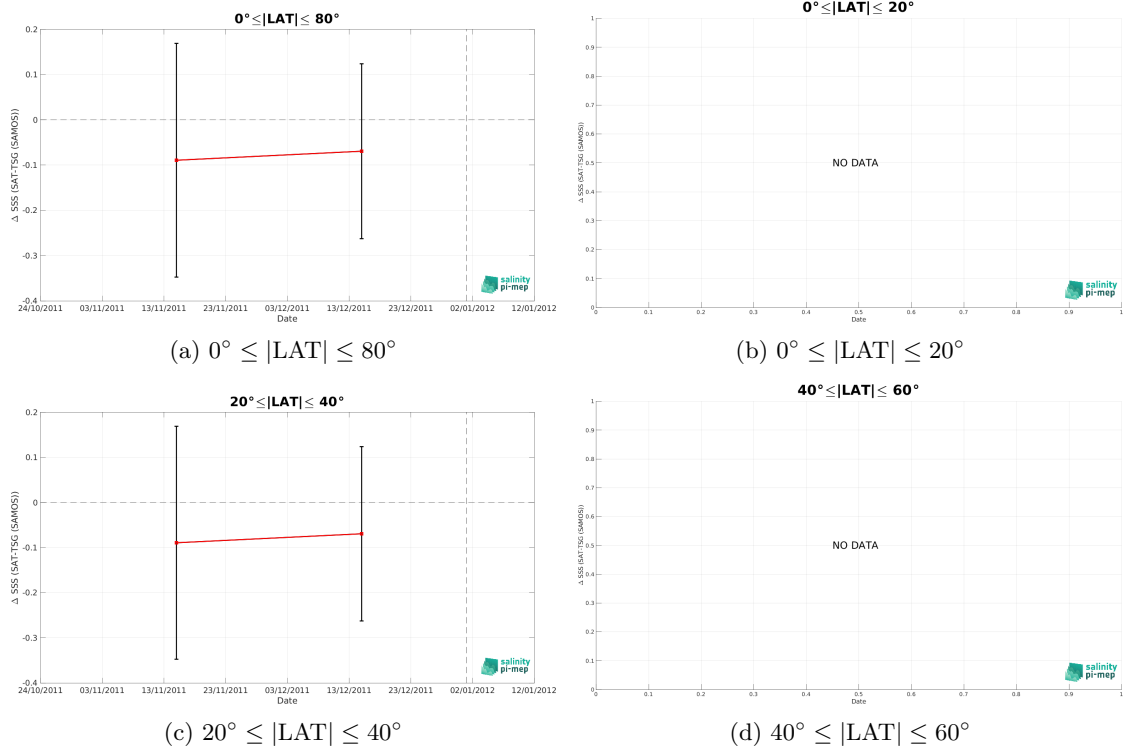 0°≤|LAT|≤ 80°
0.2
0.1
0
-0.1
-0.2
-0.3
-0.4
Δ SSS (SAT-TSG (SAMOS))
24/10/2011 03/11/2011 13/11/2011 23/11/2011 03/12/2011 13/12/2011 23/12/2011 02/01/2012 12/01/2012
Date
salinity
pi-mep
(a) 0° ≤ |LAT| ≤ 80°
0°≤|LAT|≤ 20°
1
0.9
0.8
0.7
0.6
0.5
0.4
0.3
0.2
0.1
0
Δ SSS (SAT-TSG (SAMOS))
NO DATA
0 0.1 0.2 0.3 0.4 0.5 0.6 0.7 0.8 0.9 1
Date
salinity
pi-mep
(b) 0° ≤ |LAT| ≤ 20°
20°≤|LAT|≤ 40°
0.2
0.1
0
-0.1
-0.2
-0.3
-0.4
Δ SSS (SAT-TSG (SAMOS))
24/10/2011 03/11/2011 13/11/2011 23/11/2011 03/12/2011 13/12/2011 23/12/2011 02/01/2012 12/01/2012
Date
salinity
pi-mep
(c) 20° ≤ |LAT| ≤ 40°
40°≤|LAT|≤ 60°
1
0.9
0.8
0.7
0.6
0.5
0.4
0.3
0.2
0.1
0
Δ SSS (SAT-TSG (SAMOS))
NO DATA
0 0.1 0.2 0.3 0.4 0.5 0.6 0.7 0.8 0.9 1
Date
salinity
pi-mep
(d) 40° ≤ |LAT| ≤ 60°